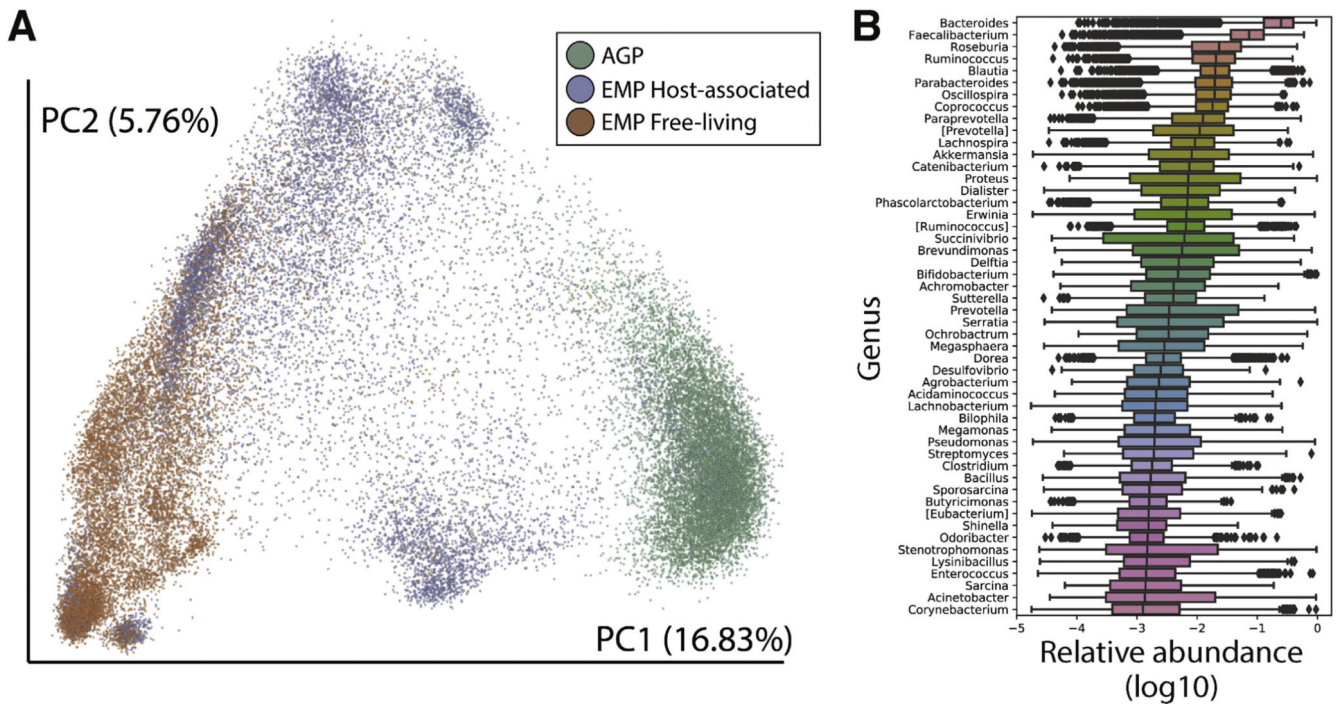 A
PC2 (5.76%)
AGP
EMP Host-associated
EMP Free-living
PC1 (16.83%)
B
Genus
Bacteroides
Faecalibacterium
Roseburia
Ruminococcus
Blautia
Parabacteroides
Oscillospira
Coprococcus
Paraprevotella
[Prevotella]
Lachnospira
Akkermansia
Catenibacterium
Proteus
Dialister
Phascolarctobacterium
Erwinia
[Ruminococcus]
Succinivibrio
Brevundimonas
Delftia
Bifidobacterium
Achromobacter
Sutterella
Prevotella
Serratia
Ochrobactrum
Megasphaera
Dorea
Desulfovibrio
Agrobacterium
Acidaminococcus
Lachnobacterium
Bilophila
Megamonas
Pseudomonas
Streptomyces
Clostridium
Bacillus
Sporosarcina
Butyricimonas
[Eubacterium]
Shinella
Odoribacter
Stenotrophomonas
Lysinibacillus
Enterococcus
Sarcina
Acinetobacter
Corynebacterium
−5 −4 −3 −2 −1 0
Relative abundance
(log10)